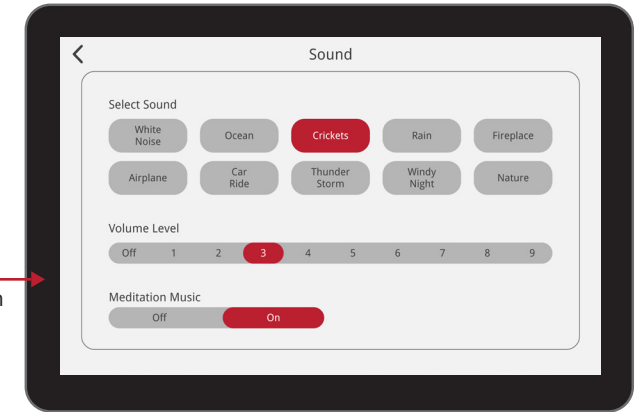 Sound
Select Sound
White Noise
Ocean
Crickets
Rain
Fireplace
Airplane
Car Ride
Thunder Storm
Windy Night
Nature
Volume Level
Off 1 2 3 4 5 6 7 8 9
Meditation Music
Off On